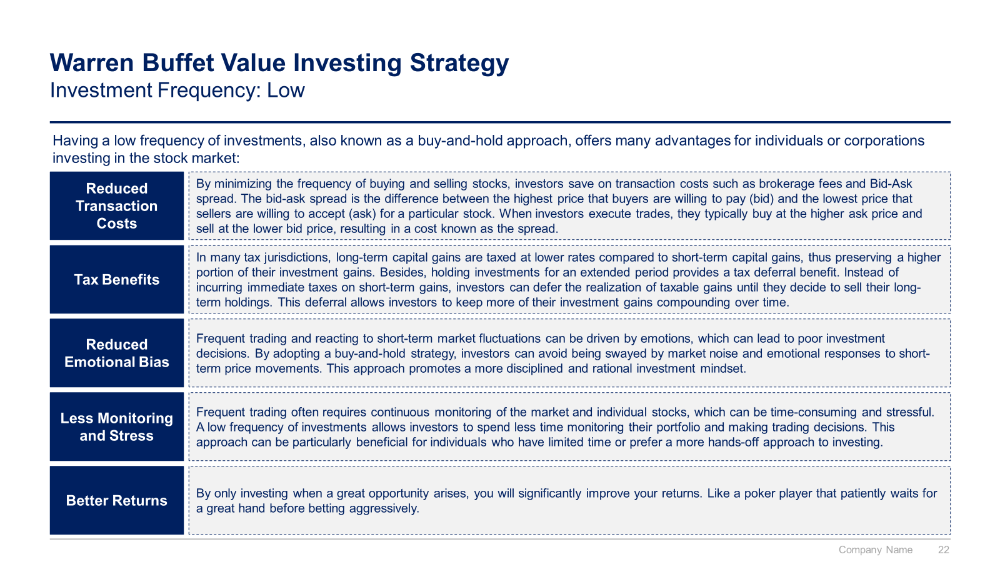 Warren Buffet Value Investing Strategy
Investment Frequency: Low
Having a low frequency of investments, also known as a buy-and-hold approach, offers many advantages for individuals or corporations
investing in the stock market:
Reduced
Transaction
Costs
By minimizing the frequency of buying and selling stocks, investors save on transaction costs such as brokerage fees and Bid-Ask
spread. The bid-ask spread is the difference between the highest price that buyers are willing to pay (bid) and the lowest price that
sellers are willing to accept (ask) for a particular stock. When investors execute trades, they typically buy at the higher ask price and
sell at the lower bid price, resulting in a cost known as the spread.
Tax Benefits
In many tax jurisdictions, long-term capital gains are taxed at lower rates compared to short-term capital gains, thus preserving a higher
portion of their investment gains. Besides, holding investments for an extended period provides a tax deferral benefit. Instead of
incurring immediate taxes on short-term gains, investors can defer the realization of taxable gains until they decide to sell their long-
term holdings. This deferral allows investors to keep more of their investment gains compounding over time.
Reduced
Emotional Bias
Frequent trading and reacting to short-term market fluctuations can be driven by emotions, which can lead to poor investment
decisions. By adopting a buy-and-hold strategy, investors can avoid being swayed by market noise and emotional responses to short-
term price movements. This approach promotes a more disciplined and rational investment mindset.
Less Monitoring
and Stress
Frequent trading often requires continuous monitoring of the market and individual stocks, which can be time-consuming and stressful.
A low frequency of investments allows investors to spend less time monitoring their portfolio and making trading decisions. This
approach can be particularly beneficial for individuals who have limited time or prefer a more hands-off approach to investing.
Better Returns
By only investing when a great opportunity arises, you will significantly improve your returns. Like a poker player that patiently waits for
a great hand before betting aggressively.
Company Name 22